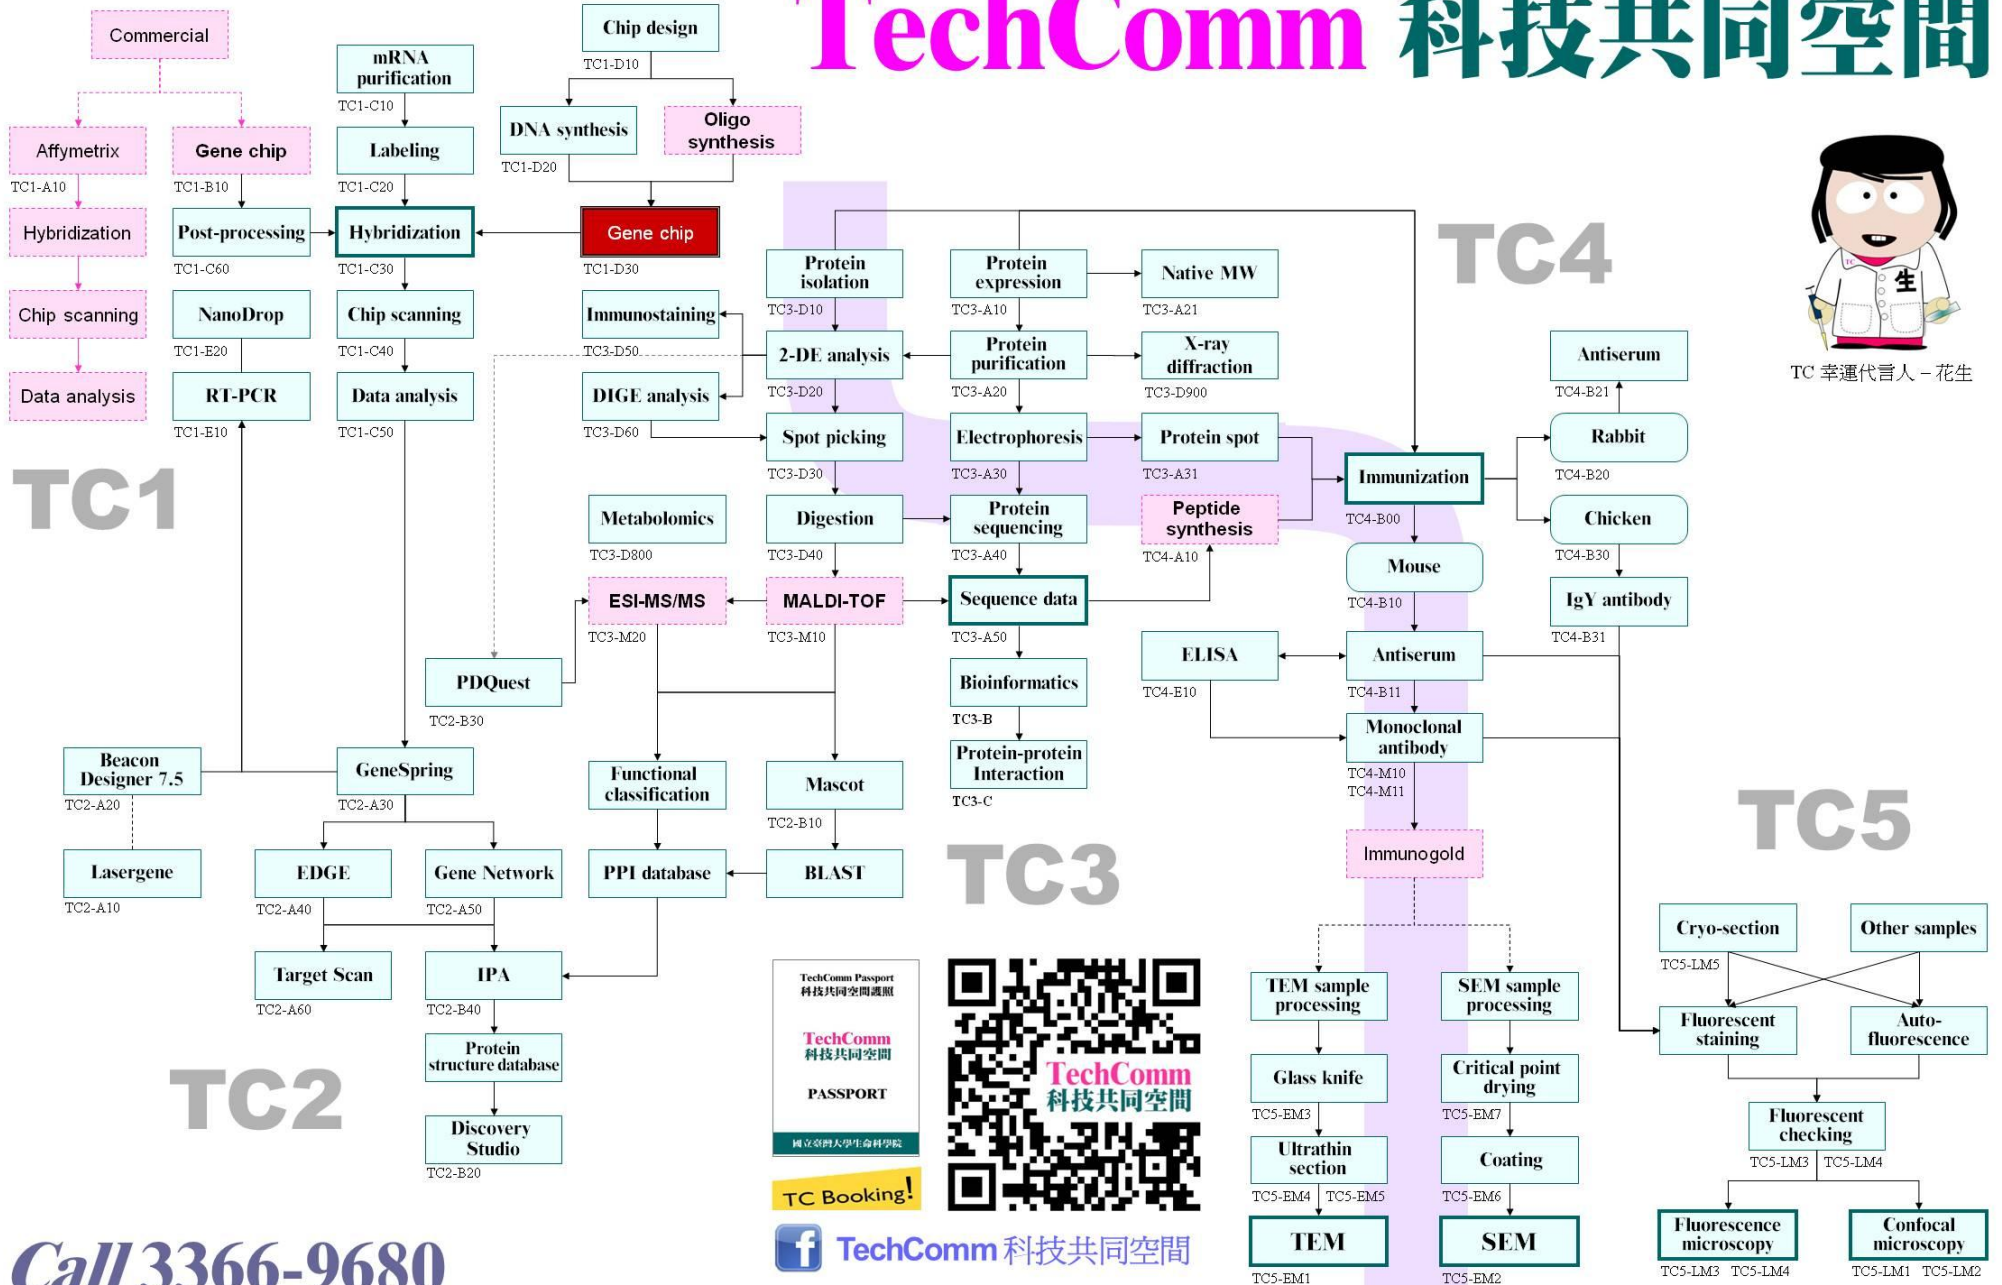 TechComm 科技共同空間
Commercial
Affymetrix
TC1-A10
Hybridization
Chip scanning
Data analysis
Gene chip
TC1-B10
Post-processing
TC1-C60
NanoDrop
TC1-E20
RT-PCR
TC1-E10
mRNA
purification
TC1-C10
Labeling
TC1-C20
Hybridization
TC1-C30
Chip scanning
TC1-C40
Data analysis
TC1-C50
Chip design
TC1-D10
DNA synthesis
TC1-D20
Oligo
synthesis
Gene chip
TC1-D30
TC1
Beacon
Designer 7.5
TC2-A20
Lasergene
TC2-A10
GeneSpring
TC2-A30
EDGE
TC2-A40
Gene Network
TC2-A50
Target Scan
TC2-A60
IPA
TC2-B40
Protein
structure database
Discovery
Studio
TC2-B20
PDQuest
TC2-B30
TC2
Immunostaining
TC3-D50
DIGE analysis
TC3-D60
Protein
isolation
TC3-D10
2-DE analysis
TC3-D20
Spot picking
TC3-D30
Digestion
TC3-D40
Metabolomics
TC3-D800
ESI-MS/MS
TC3-M20
MALDI-TOF
TC3-M10
Functional
classification
Mascot
TC2-B10
PPI database
BLAST
Protein
expression
TC3-A10
Native MW
TC3-A21
Protein
purification
TC3-A20
X-ray
diffraction
TC3-D900
Electrophoresis
TC3-A30
Protein spot
TC3-A31
Protein
sequencing
TC3-A40
Peptide
synthesis
TC4-A10
Sequence data
TC3-A50
Bioinformatics
TC3-B
Protein-protein
Interaction
TC3-C
TC3
TC4
Immunization
TC4-B00
Antiserum
TC4-B21
Rabbit
TC4-B20
Chicken
TC4-B30
IgY antibody
TC4-B31
Mouse
TC4-B10
ELISA
TC4-E10
Antiserum
TC4-B11
Monoclonal
antibody
TC4-M10
TC4-M11
Immunogold
TC
生
TC 幸運代言人 – 花生
TC5
TEM sample
processing
Glass knife
TC5-EM3
Ultrathin
section
TC5-EM4 TC5-EM5
TEM
TC5-EM1
SEM sample
processing
Critical point
drying
TC5-EM7
Coating
TC5-EM6
SEM
TC5-EM2
Cryo-section
TC5-LM5
Other samples
Fluorescent
staining
Auto-
fluorescence
Fluorescent
checking
TC5-LM3 TC5-LM4
Fluorescence
microscopy
TC5-LM3 TC5-LM4
Confocal
microscopy
TC5-LM1 TC5-LM2
TechComm Passport
科技共同空間護照
TechComm
科技共同空間
PASSPORT
國立臺灣大學生命科學院
TC Booking!
TechComm
科技共同空間
f TechComm 科技共同空間
Call 3366-9680